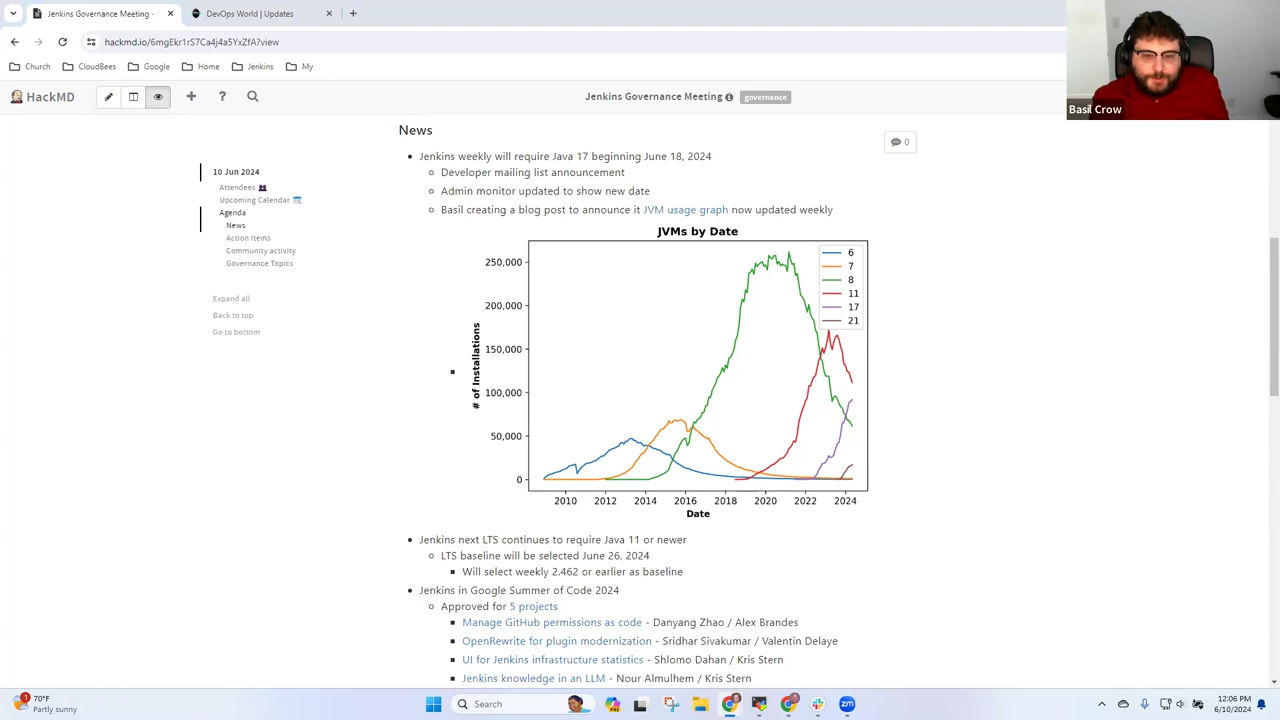 Jenkins Governance Meeting -
DevOps World | Updates
hackmd.io/6mgEkr1rS7Ca4j4a5YxZfA?view
Church
CloudBees
Google
Home
Jenkins
My
HackMD
Jenkins Governance Meeting
governance
Basil Crow
10 Jun 2024
Attendees
Upcoming Calendar
Agenda
News
Action Items
Community activity
Governance Topics
Expand all
Back to top
Go to bottom
News
0
Jenkins weekly will require Java 17 beginning June 18, 2024
Developer mailing list announcement
Admin monitor updated to show new date
Basil creating a blog post to announce it JVM usage graph now updated weekly
JVMs by Date
# of Installations
250,000
200,000
150,000
100,000
50,000
0
6
7
8
11
17
21
2010 2012 2014 2016 2018 2020 2022 2024
Date
Jenkins next LTS continues to require Java 11 or newer
LTS baseline will be selected June 26, 2024
Will select weekly 2.462 or earlier as baseline
Jenkins in Google Summer of Code 2024
Approved for 5 projects
Manage GitHub permissions as code - Danyang Zhao / Alex Brandes
OpenRewrite for plugin modernization - Sridhar Sivakumar / Valentin Delaye
UI for Jenkins infrastructure statistics - Shlomo Dahan / Kris Stern
Jenkins knowledge in an LLM - Nour Almulhem / Kris Stern
1
70°F
Partly sunny
Search
zm
12:06 PM
6/10/2024